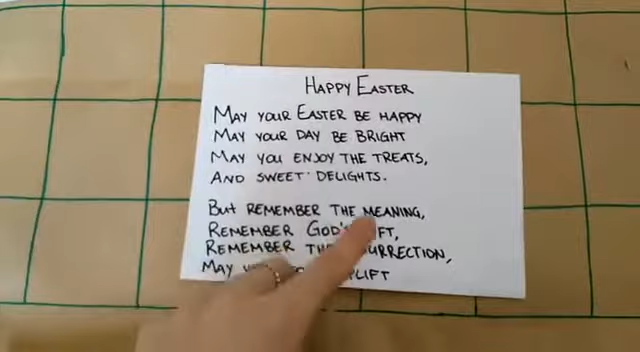 HAPPY EASTER
MAY YOUR EASTER BE HAPPY
MAY YOUR DAY BE BRIGHT
MAY YOU ENJOY THE TREATS,
AND SWEET DELIGHTS.
BUT REMEMBER THE MEANING,
REMEMBER
REMEMBER
MAY